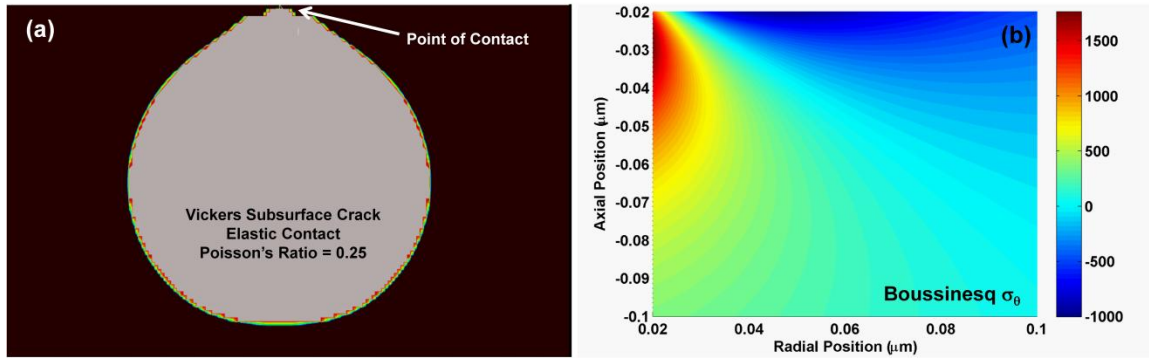 (a)
Point of Contact
Vickers Subsurface Crack
Elastic Contact
Poisson's Ratio = 0.25
(b)
-0.02
-0.03
-0.04
-0.05
-0.06
-0.07
-0.08
-0.09
-0.1
Axial Position (μm)
0.02
0.04
0.06
0.08
0.1
Radial Position (μm)
Boussinesq σθ
1500
1000
500
0
-500
-1000